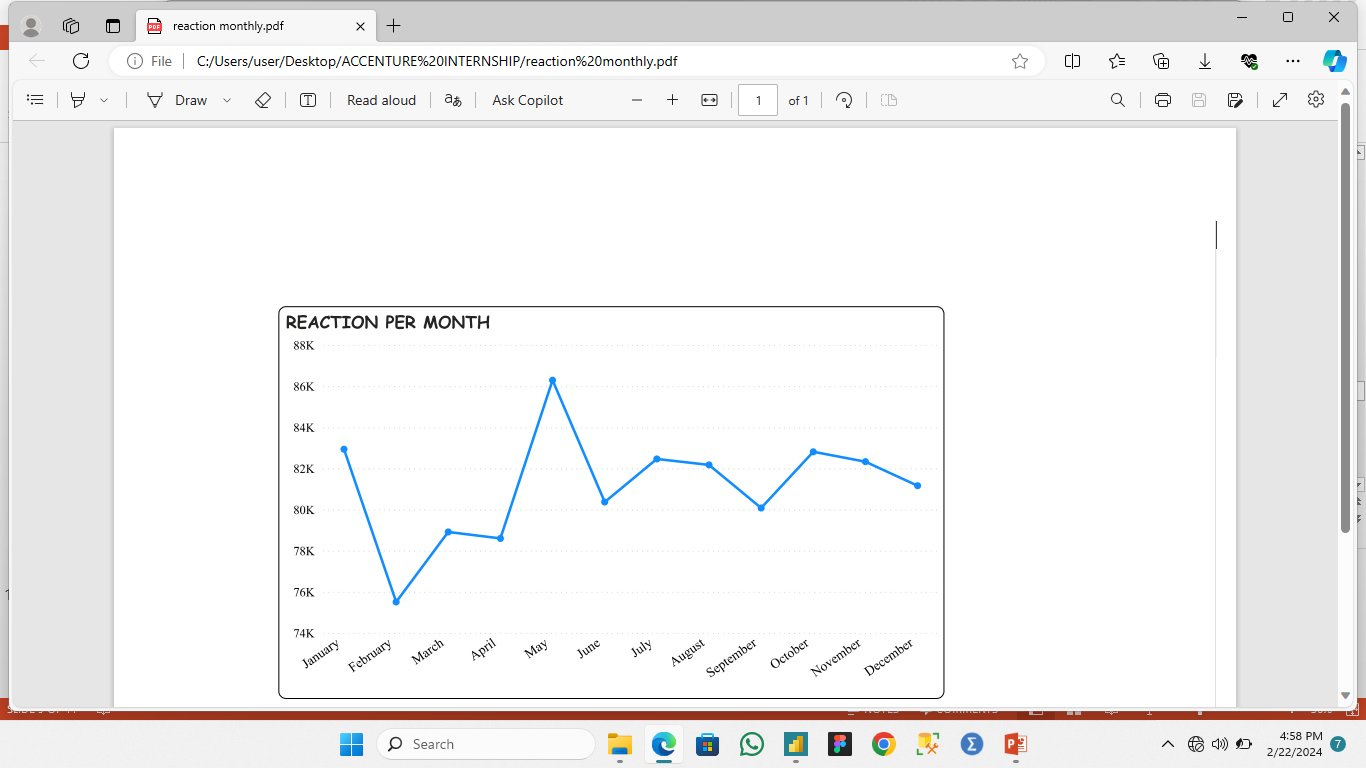 reaction monthly.pdf
File C:/Users/user/Desktop/ACCENTURE%20INTERNSHIP/reaction%20monthly.pdf
Draw Read aloud aあ Ask Copilot 1 of 1
REACTION PER MONTH
88K
86K
84K
82K
80K
78K
76K
74K
January February March April May June July August September October November December
Search
4:58 PM
2/22/2024
7